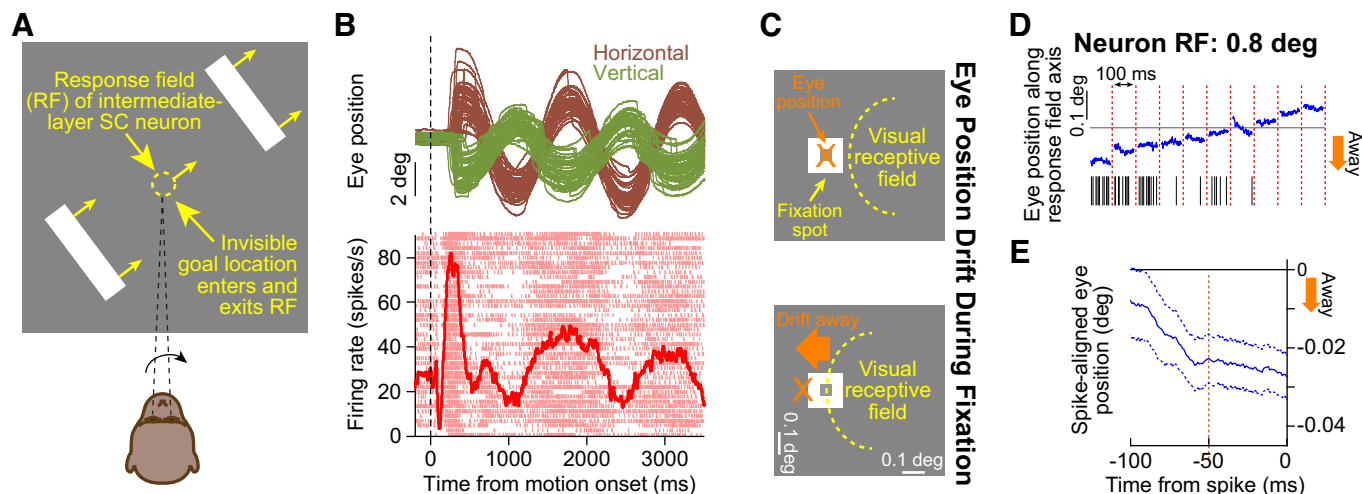 A
Response field
(RF) of intermediate-
layer SC neuron
Invisible
goal location
enters and
exits RF
B
Horizontal
Vertical
Eye position
2 deg
Firing rate (spikes/s)
80
60
40
20
0
0
1000
2000
3000
Time from motion onset (ms)
C
Eye
position
Visual
receptive
field
Fixation
spot
Drift away
Visual
receptive
field
0.1 deg
0.1 deg
Eye Position Drift During Fixation
D
Neuron RF: 0.8 deg
Eye position along
response field axis
0.1 deg
100 ms
Away
E
Spike-aligned eye
position (deg)
0
Away
-0.02
-0.04
-100
-50
0
Time from spike (ms)